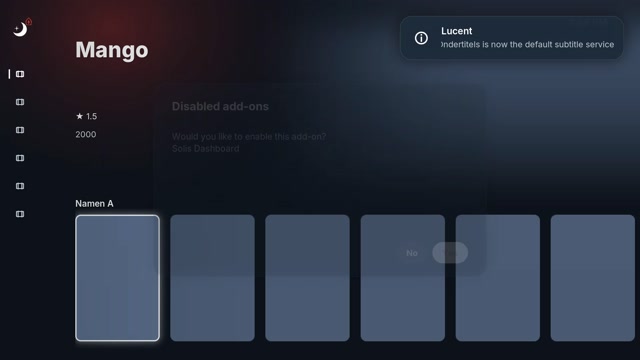 Mango
Lucent
Ondertitels is now the default subtitle service
Disabled add-ons
★ 1.5
Would you like to enable this add-on?
2000
Solis Dashboard
Namen A
No